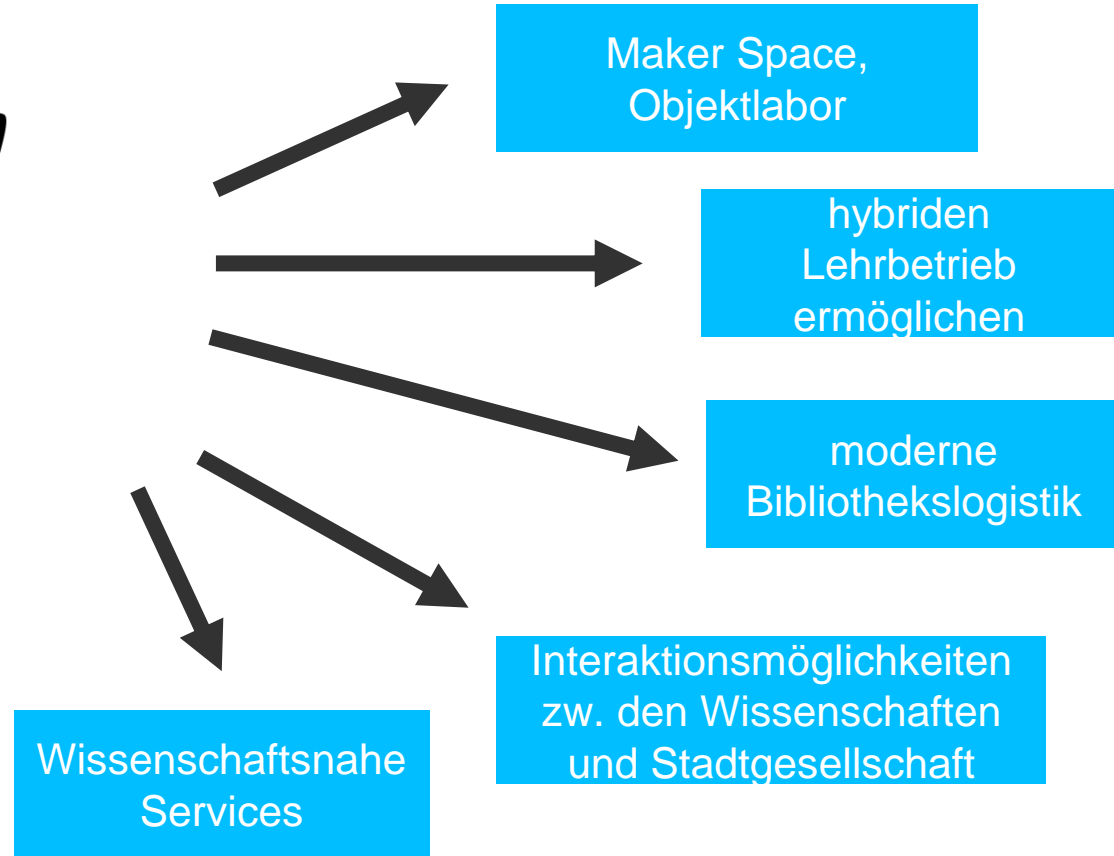 Maker Space,
Objektlabor
hybriden
Lehrbetrieb
ermöglichen
moderne
Bibliothekslogistik
Interaktionsmöglichkeiten
zw. den Wissenschaften
und Stadtgesellschaft
Wissenschaftsnahe
Services